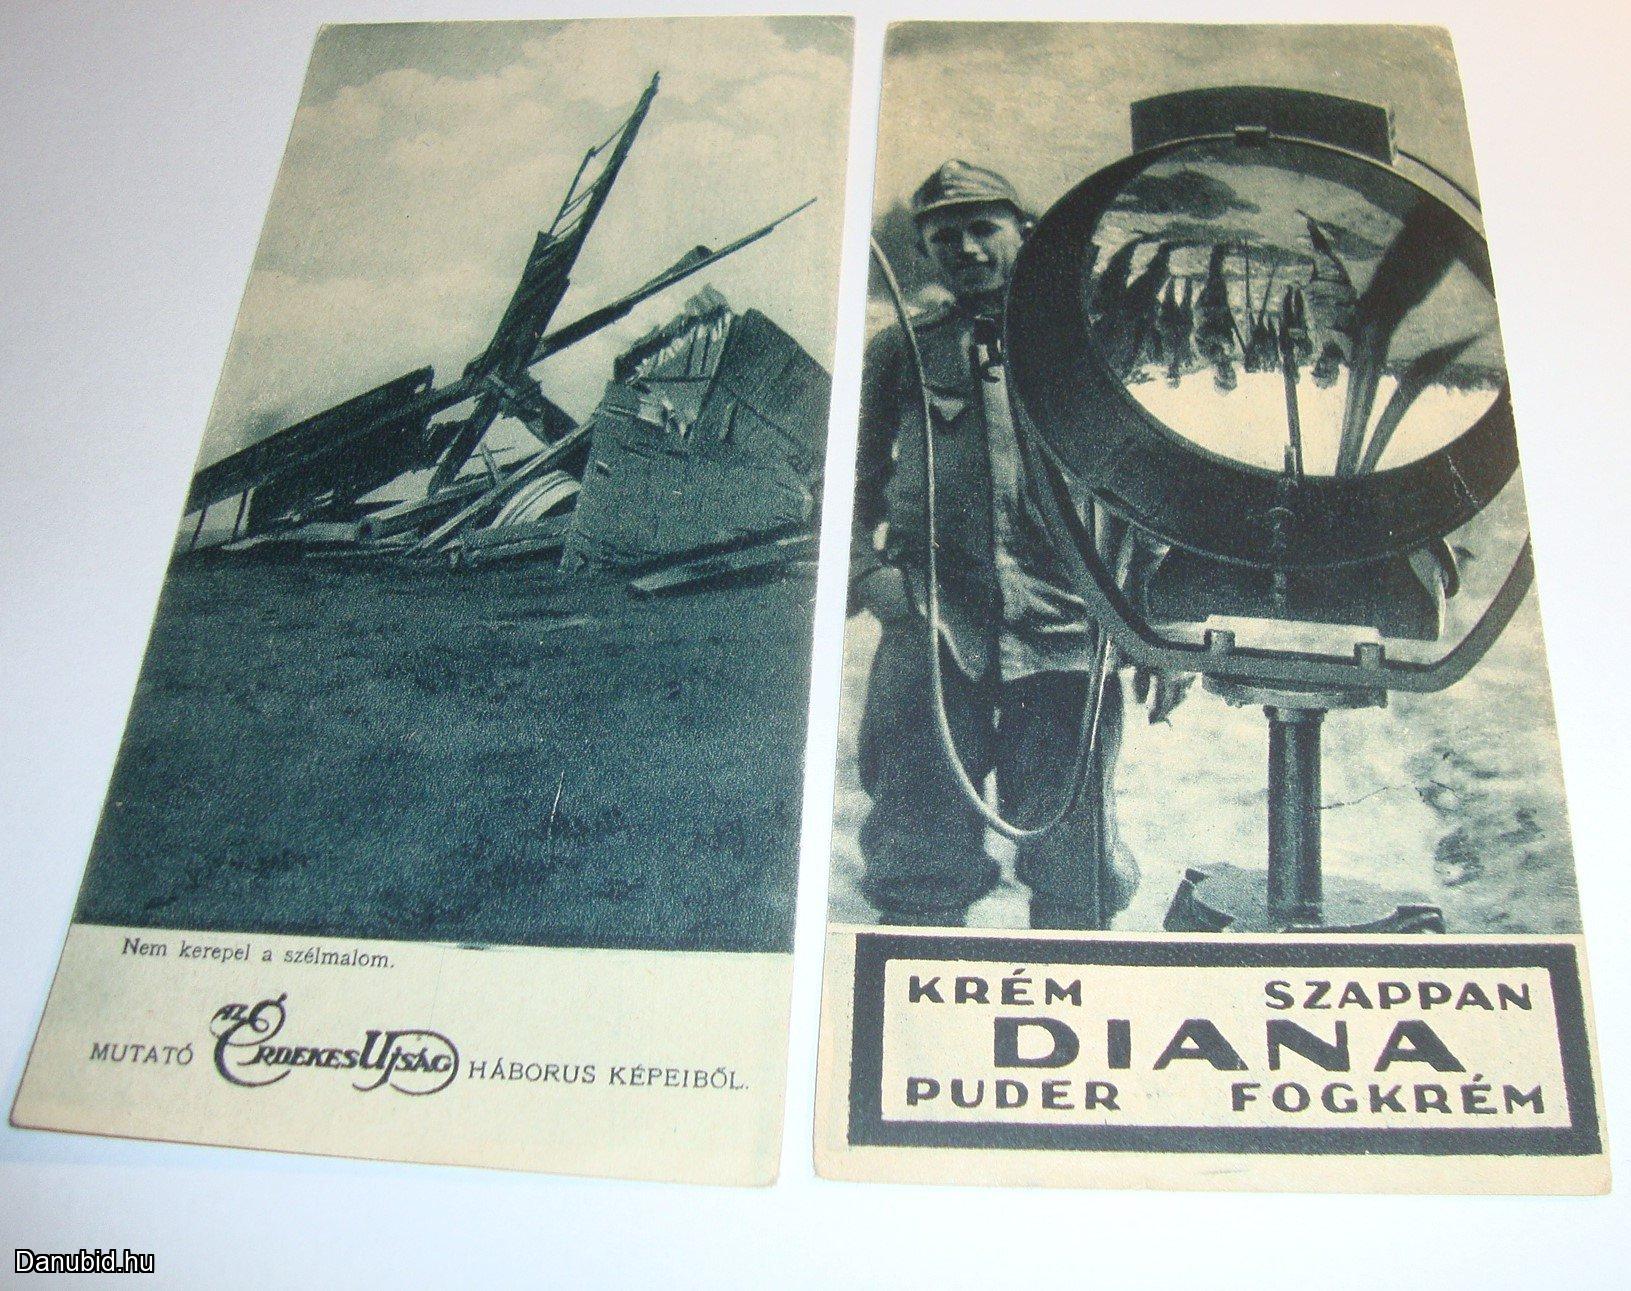 Nem kerepel a szélmalom.
MUTATÓ AZ ÉRDEKES UJSÁG HÁBORUS KÉPEIBŐL.
KRÉM SZAPPAN
DIANA
PUDER FOGKRÉM
Danubid.hu